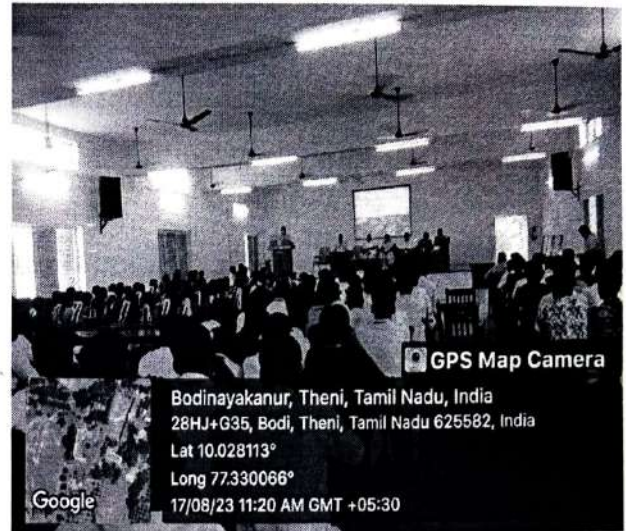 GPS Map Camera
Bodinayakanur, Theni, Tamil Nadu, India
28HJ+G35, Bodi, Theni, Tamil Nadu 625582, India
Lat 10.028113°
Long 77.330066°
17/08/23 11:20 AM GMT +05:30
Google